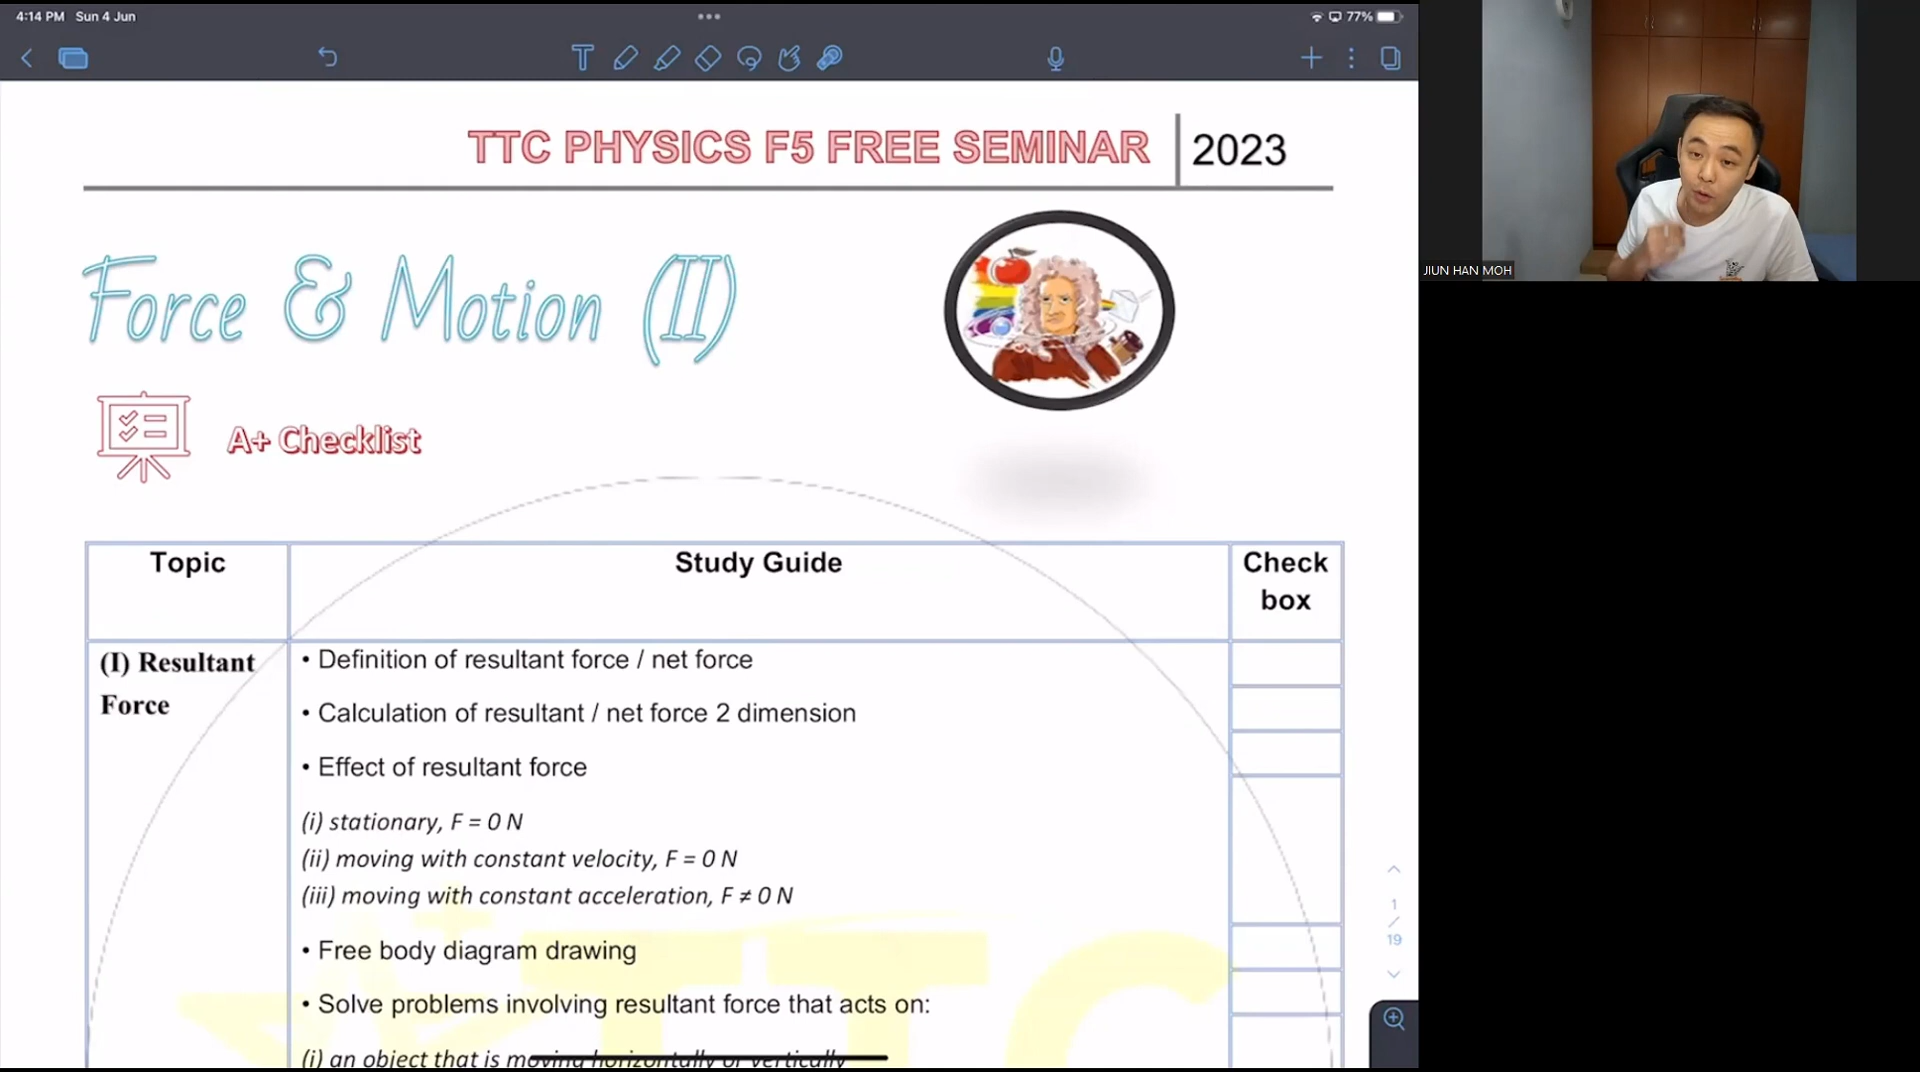 4:14 PM Sun 4 Jun
77%
TTC PHYSICS F5 FREE SEMINAR 2023
Force & Motion (II)
A+ Checklist
JIUN HAN MOH
Topic Study Guide Check box
(I) Resultant Force
• Definition of resultant force / net force
• Calculation of resultant / net force 2 dimension
• Effect of resultant force
(i) stationary, F = 0 N
(ii) moving with constant velocity, F = 0 N
(iii) moving with constant acceleration, F ≠ 0 N
• Free body diagram drawing
• Solve problems involving resultant force that acts on:
(i) an object that is moving horizontally or vertically
1
/
19
TTC